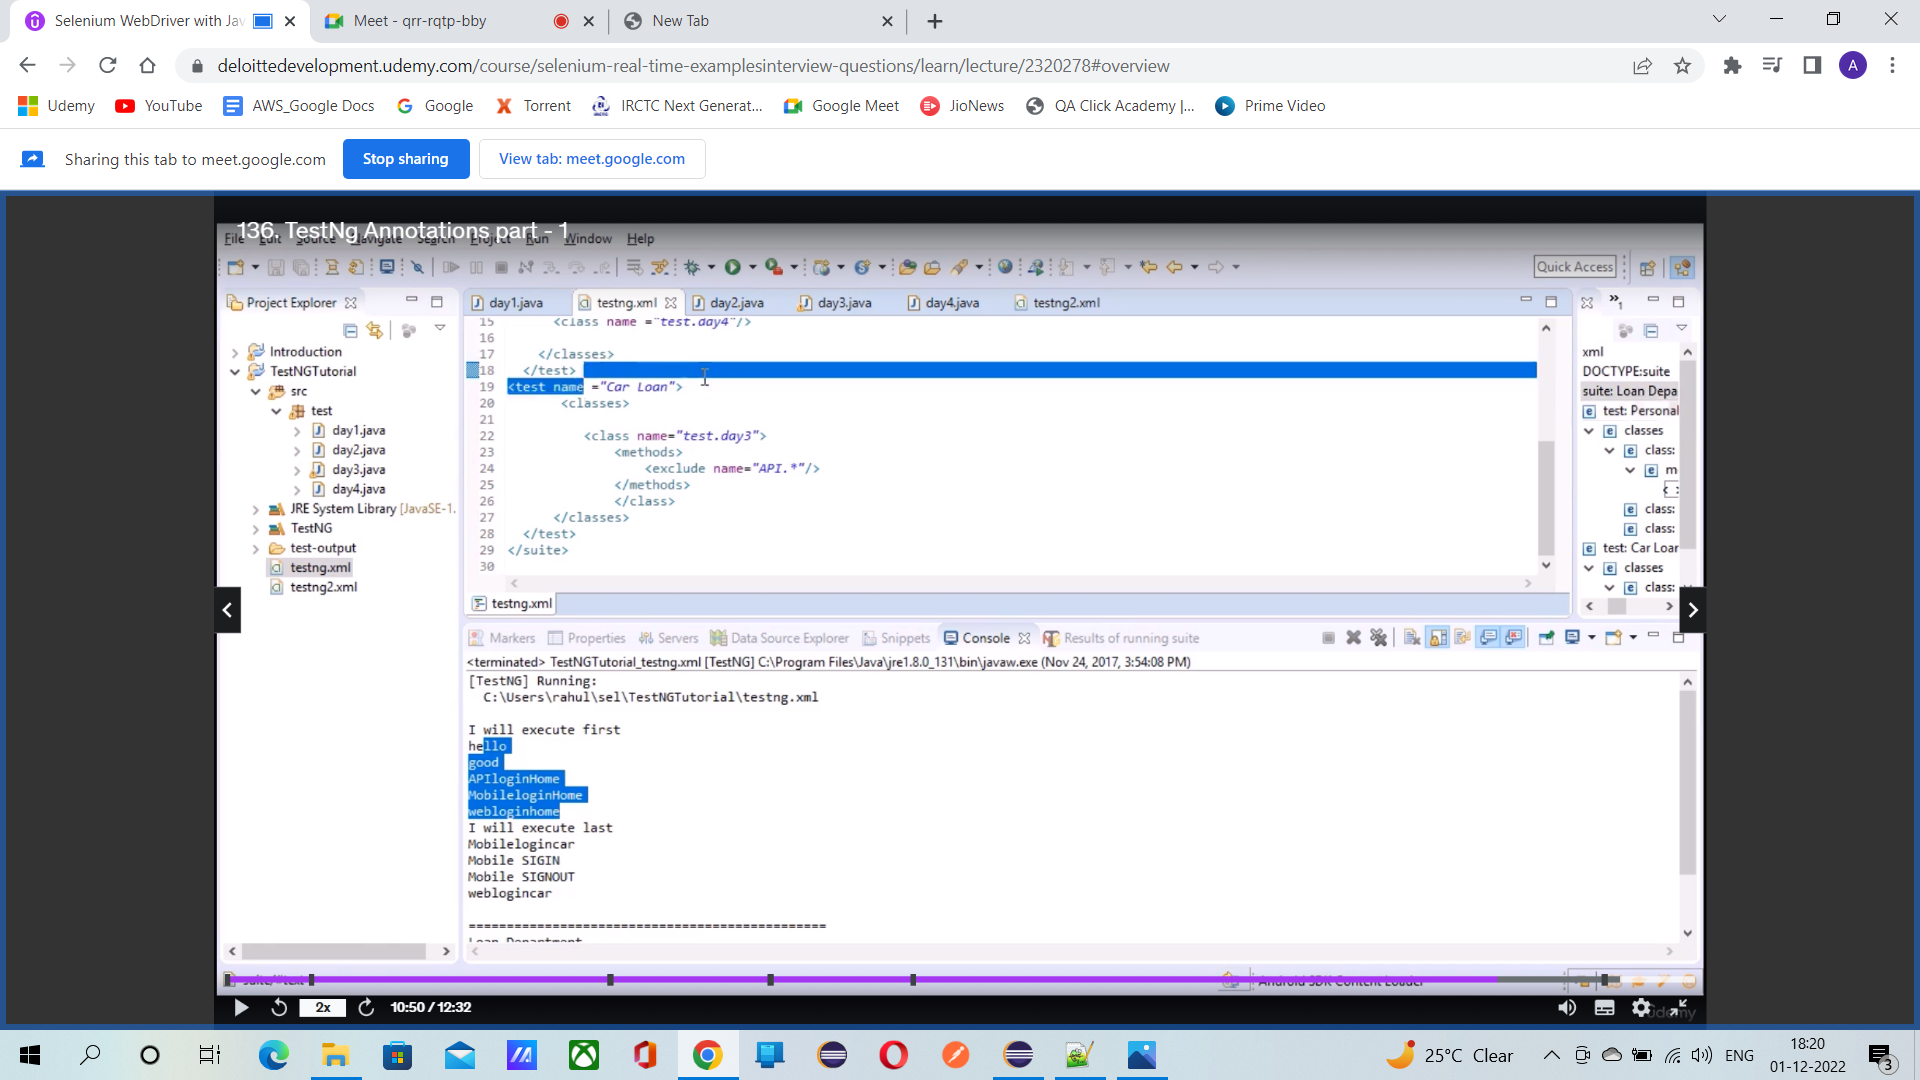 Selenium WebDriver with Jav
Meet - qrr-rqtp-bby
New Tab
deloittedevelopment.udemy.com/course/selenium-real-time-examplesinterview-questions/learn/lecture/2320278#overview
A
Udemy
YouTube
AWS_Google Docs
Google
Torrent
IRCTC Next Generat...
Google Meet
JioNews
QA Click Academy |...
Prime Video
Sharing this tab to meet.google.com
Stop sharing
View tab: meet.google.com
136. TestNg Annotations part - 1
File Edit Source Navigate Search Project Run Window Help
Quick Access
Project Explorer
day1.java
testng.xml
day2.java
day3.java
day4.java
testng2.xml
Introduction
TestNGTutorial
src
test
day1.java
day2.java
day3.java
day4.java
JRE System Library [JavaSE-1.
TestNG
test-output
testng.xml
testng2.xml
15 <class name ="test.day4"/>
16
17 </classes>
18 </test>
19 <test name ="Car Loan">
20 <classes>
21
22 <class name="test.day3">
23 <methods>
24 <exclude name="API.*"/>
25 </methods>
26 </class>
27 </classes>
28 </test>
29 </suite>
30
testng.xml
xml
DOCTYPE:suite
suite: Loan Depa
test: Personal
classes
class:
m
class:
class:
test: Car Loan
classes
class:
Markers
Properties
Servers
Data Source Explorer
Snippets
Console
Results of running suite
<terminated> TestNGTutorial_testng.xml [TestNG] C:\Program Files\Java\jre1.8.0_131\bin\javaw.exe (Nov 24, 2017, 3:54:08 PM)
[TestNG] Running:
C:\Users\rahul\sel\TestNGTutorial\testng.xml
I will execute first
hello
good
APIloginHome
MobileloginHome
webloginhome
I will execute last
Mobilelogincar
Mobile SIGIN
Mobile SIGNOUT
weblogincar
===============================================
Loan Department
suite/#text
Android SDK Content Loader
2x
10:50 / 12:32
udemy
25°C Clear
ENG
18:20
01-12-2022
3